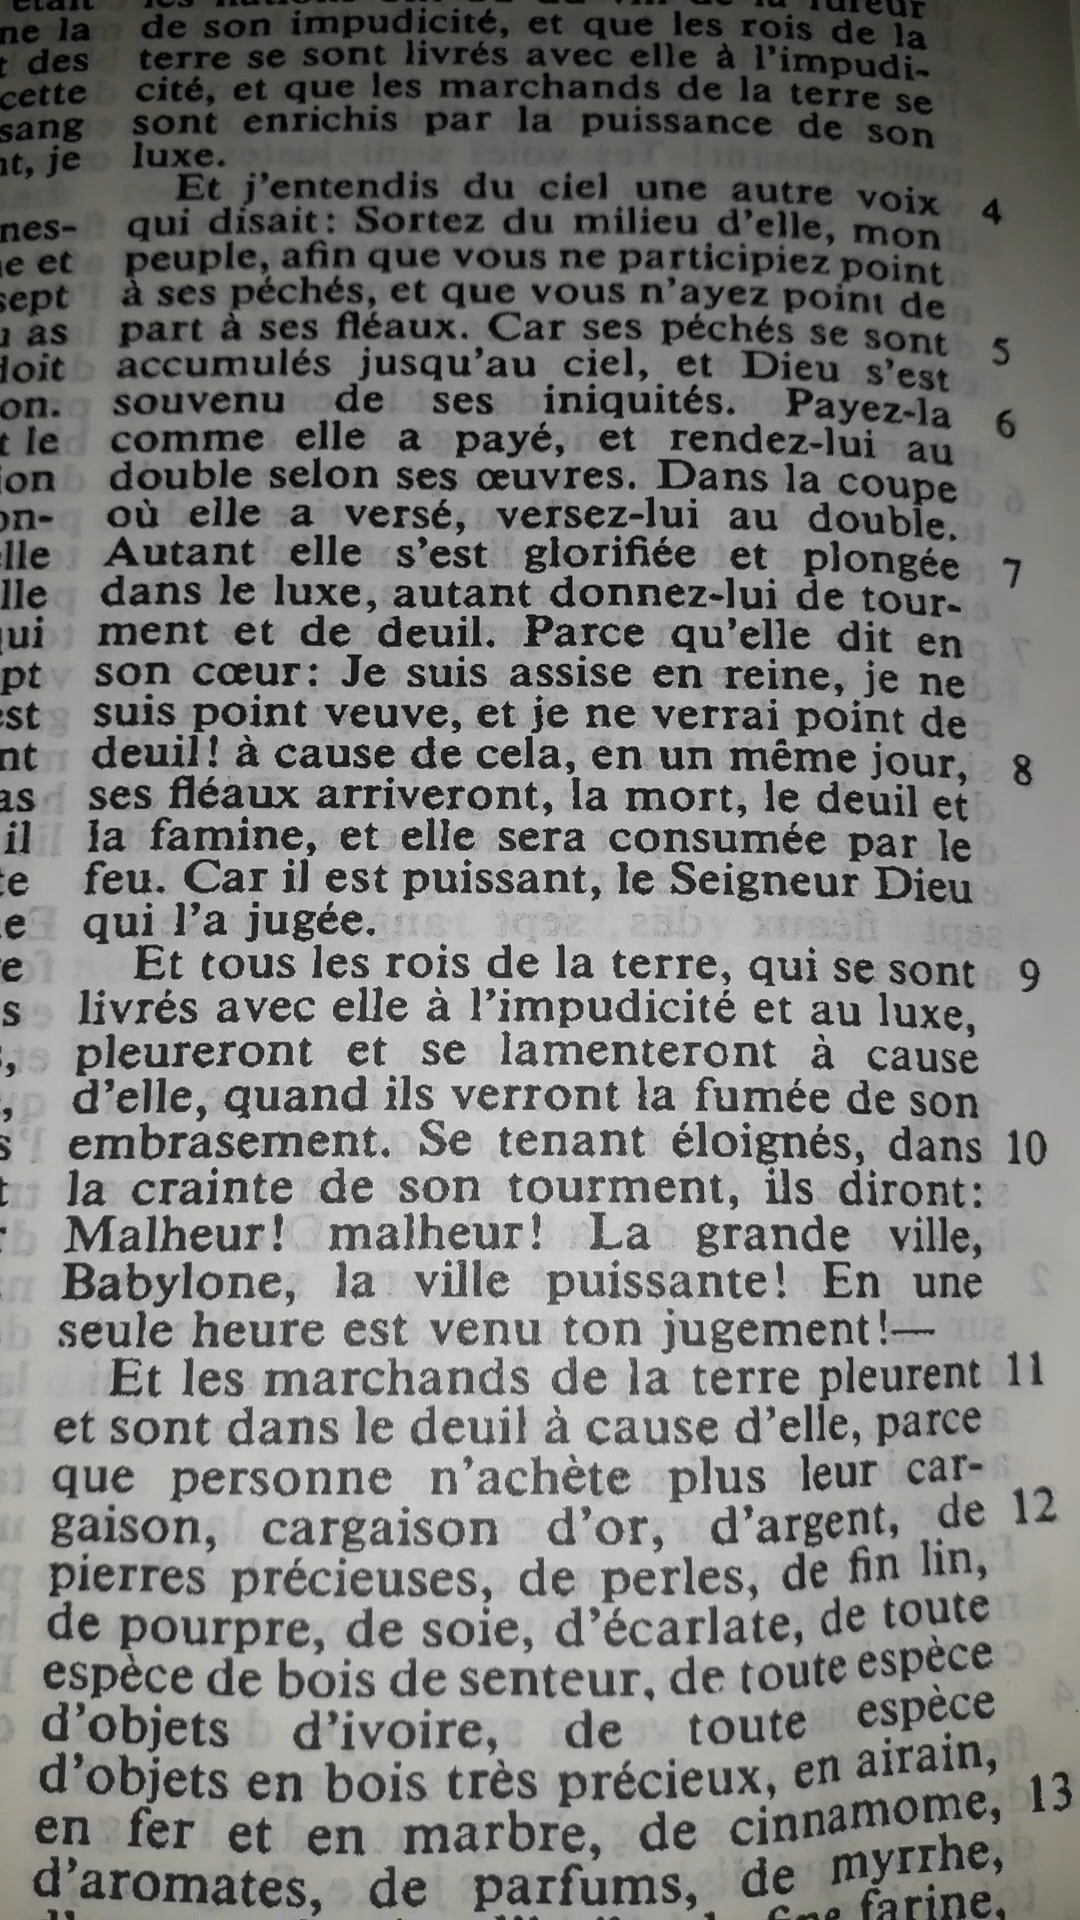 de son impudicité, et que les rois de la
terre se sont livrés avec elle à l'impudi-
cité, et que les marchands de la terre se
sont enrichis par la puissance de son
luxe.
Et j'entendis du ciel une autre voix 4
qui disait: Sortez du milieu d'elle, mon
peuple, afin que vous ne participiez point
à ses péchés, et que vous n'ayez point de
part à ses fléaux. Car ses péchés se sont 5
accumulés jusqu'au ciel, et Dieu s'est
souvenu de ses iniquités. Payez-la 6
comme elle a payé, et rendez-lui au
double selon ses œuvres. Dans la coupe
où elle a versé, versez-lui au double.
Autant elle s'est glorifiée et plongée 7
dans le luxe, autant donnez-lui de tour-
ment et de deuil. Parce qu'elle dit en
son cœur: Je suis assise en reine, je ne
suis point veuve, et je ne verrai point de
deuil! à cause de cela, en un même jour, 8
ses fléaux arriveront, la mort, le deuil et
la famine, et elle sera consumée par le
feu. Car il est puissant, le Seigneur Dieu
qui l'a jugée.
Et tous les rois de la terre, qui se sont 9
livrés avec elle à l'impudicité et au luxe,
pleureront et se lamenteront à cause
d'elle, quand ils verront la fumée de son
embrasement. Se tenant éloignés, dans 10
la crainte de son tourment, ils diront:
Malheur! malheur! La grande ville,
Babylone, la ville puissante! En une
seule heure est venu ton jugement!—
Et les marchands de la terre pleurent 11
et sont dans le deuil à cause d'elle, parce
que personne n'achète plus leur car-
gaison, cargaison d'or, d'argent, de 12
pierres précieuses, de perles, de fin lin,
de pourpre, de soie, d'écarlate, de toute
espèce de bois de senteur, de toute espèce
d'objets d'ivoire, de toute espèce
d'objets en bois très précieux, en airain,
en fer et en marbre, de cinnamome, 13
d'aromates, de parfums, de myrrhe,
farine,